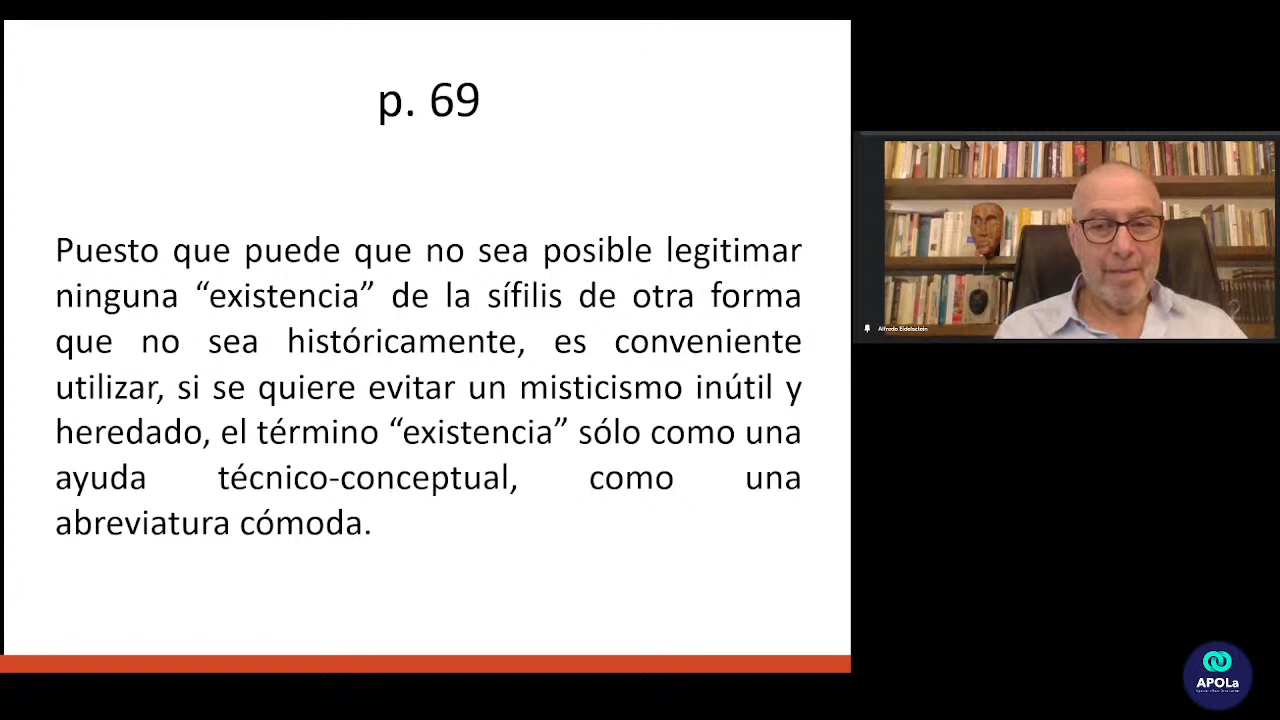 p. 69
Puesto que puede que no sea posible legitimar
ninguna “existencia” de la sífilis de otra forma
que no sea históricamente, es conveniente
utilizar, si se quiere evitar un misticismo inútil y
heredado, el término “existencia” sólo como una
ayuda técnico-conceptual, como una
abreviatura cómoda.
Alfredo Eidelsztein
APOLa